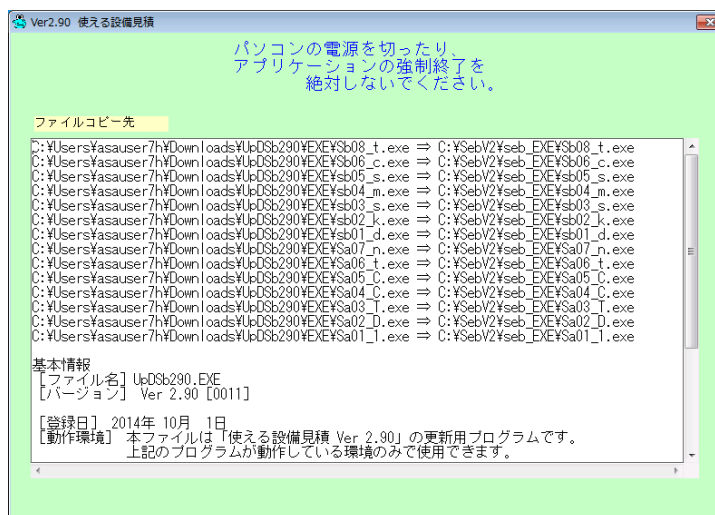 Ver2.90 使える設備見積
パソコンの電源を切ったり、
アプリケーションの強制終了を
絶対しないでください。
ファイルコピー先
C:¥Users¥asauser7h¥Downloads¥UpDSb290¥EXE¥Sb08_t.exe ⇒ C:¥SebV2¥seb_EXE¥Sb08_t.exe
C:¥Users¥asauser7h¥Downloads¥UpDSb290¥EXE¥Sb06_c.exe ⇒ C:¥SebV2¥seb_EXE¥Sb06_c.exe
C:¥Users¥asauser7h¥Downloads¥UpDSb290¥EXE¥sb05_s.exe ⇒ C:¥SebV2¥seb_EXE¥sb05_s.exe
C:¥Users¥asauser7h¥Downloads¥UpDSb290¥EXE¥sb04_m.exe ⇒ C:¥SebV2¥seb_EXE¥sb04_m.exe
C:¥Users¥asauser7h¥Downloads¥UpDSb290¥EXE¥sb03_s.exe ⇒ C:¥SebV2¥seb_EXE¥sb03_s.exe
C:¥Users¥asauser7h¥Downloads¥UpDSb290¥EXE¥sb02_k.exe ⇒ C:¥SebV2¥seb_EXE¥sb02_k.exe
C:¥Users¥asauser7h¥Downloads¥UpDSb290¥EXE¥sb01_d.exe ⇒ C:¥SebV2¥seb_EXE¥sb01_d.exe
C:¥Users¥asauser7h¥Downloads¥UpDSb290¥EXE¥Sa07_n.exe ⇒ C:¥SebV2¥seb_EXE¥Sa07_n.exe
C:¥Users¥asauser7h¥Downloads¥UpDSb290¥EXE¥Sa06_t.exe ⇒ C:¥SebV2¥seb_EXE¥Sa06_t.exe
C:¥Users¥asauser7h¥Downloads¥UpDSb290¥EXE¥Sa05_C.exe ⇒ C:¥SebV2¥seb_EXE¥Sa05_C.exe
C:¥Users¥asauser7h¥Downloads¥UpDSb290¥EXE¥Sa04_C.exe ⇒ C:¥SebV2¥seb_EXE¥Sa04_C.exe
C:¥Users¥asauser7h¥Downloads¥UpDSb290¥EXE¥Sa03_T.exe ⇒ C:¥SebV2¥seb_EXE¥Sa03_T.exe
C:¥Users¥asauser7h¥Downloads¥UpDSb290¥EXE¥Sa02_D.exe ⇒ C:¥SebV2¥seb_EXE¥Sa02_D.exe
C:¥Users¥asauser7h¥Downloads¥UpDSb290¥EXE¥Sa01_1.exe ⇒ C:¥SebV2¥seb_EXE¥Sa01_1.exe
基本情報
[ファイル名] UpDSb290.EXE
[バージョン] Ver 2.90 [0011]
[登録日] 2014年 10月 1日
[動作環境] 本ファイルは「使える設備見積 Ver 2.90」の更新用プログラムです。
上記のプログラムが動作している環境のみで使用できます。